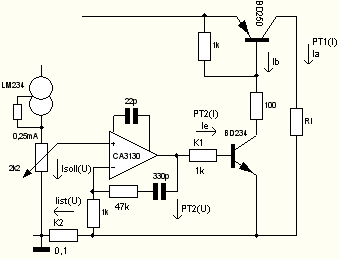 BD250
1k
PT1(I)
Ia
LM234
Ib
22p
0,25mA
PT2(I)
Ie
100
BD234
Rl
+
CA3130
K1
2k2
Isoll(U)
-
1k
Iist(U)
330p
47k
PT2(U)
1k
K2
0,1